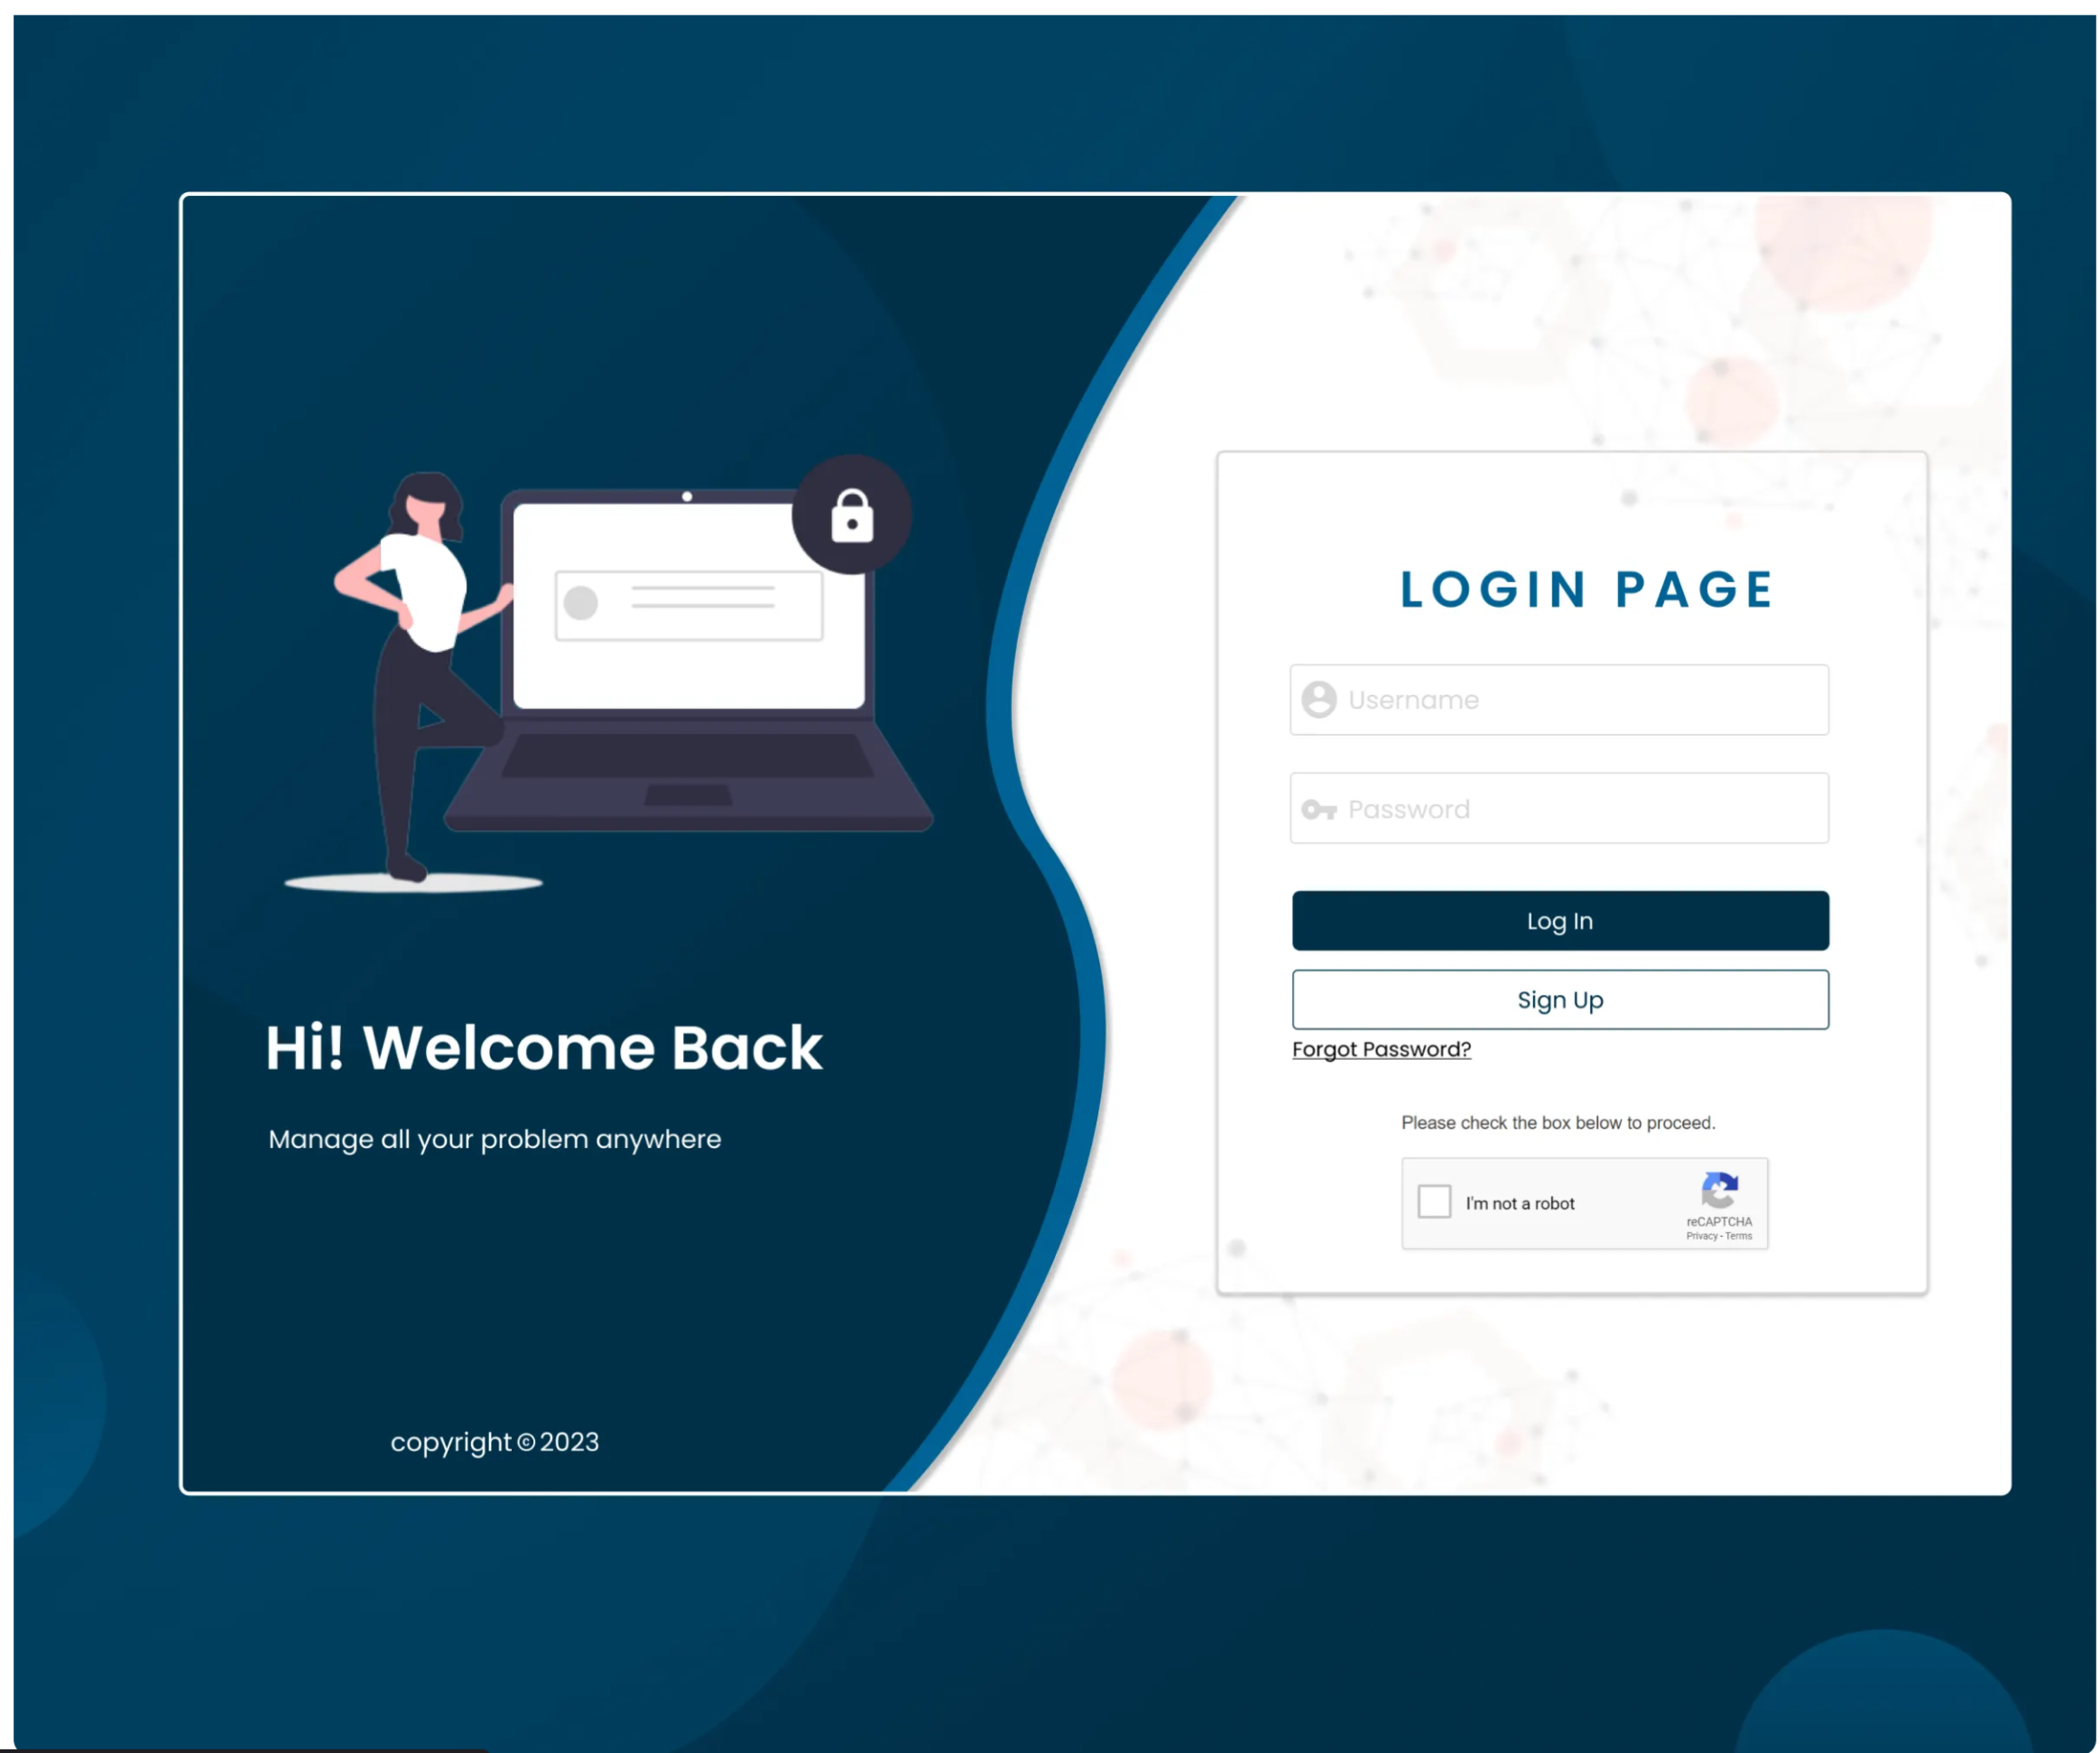 Hi! Welcome Back
Manage all your problem anywhere
copyright © 2023
LOGIN PAGE
Username
Password
Log In
Sign Up
Forgot Password?
Please check the box below to proceed.
I'm not a robot
reCAPTCHA
Privacy - Terms